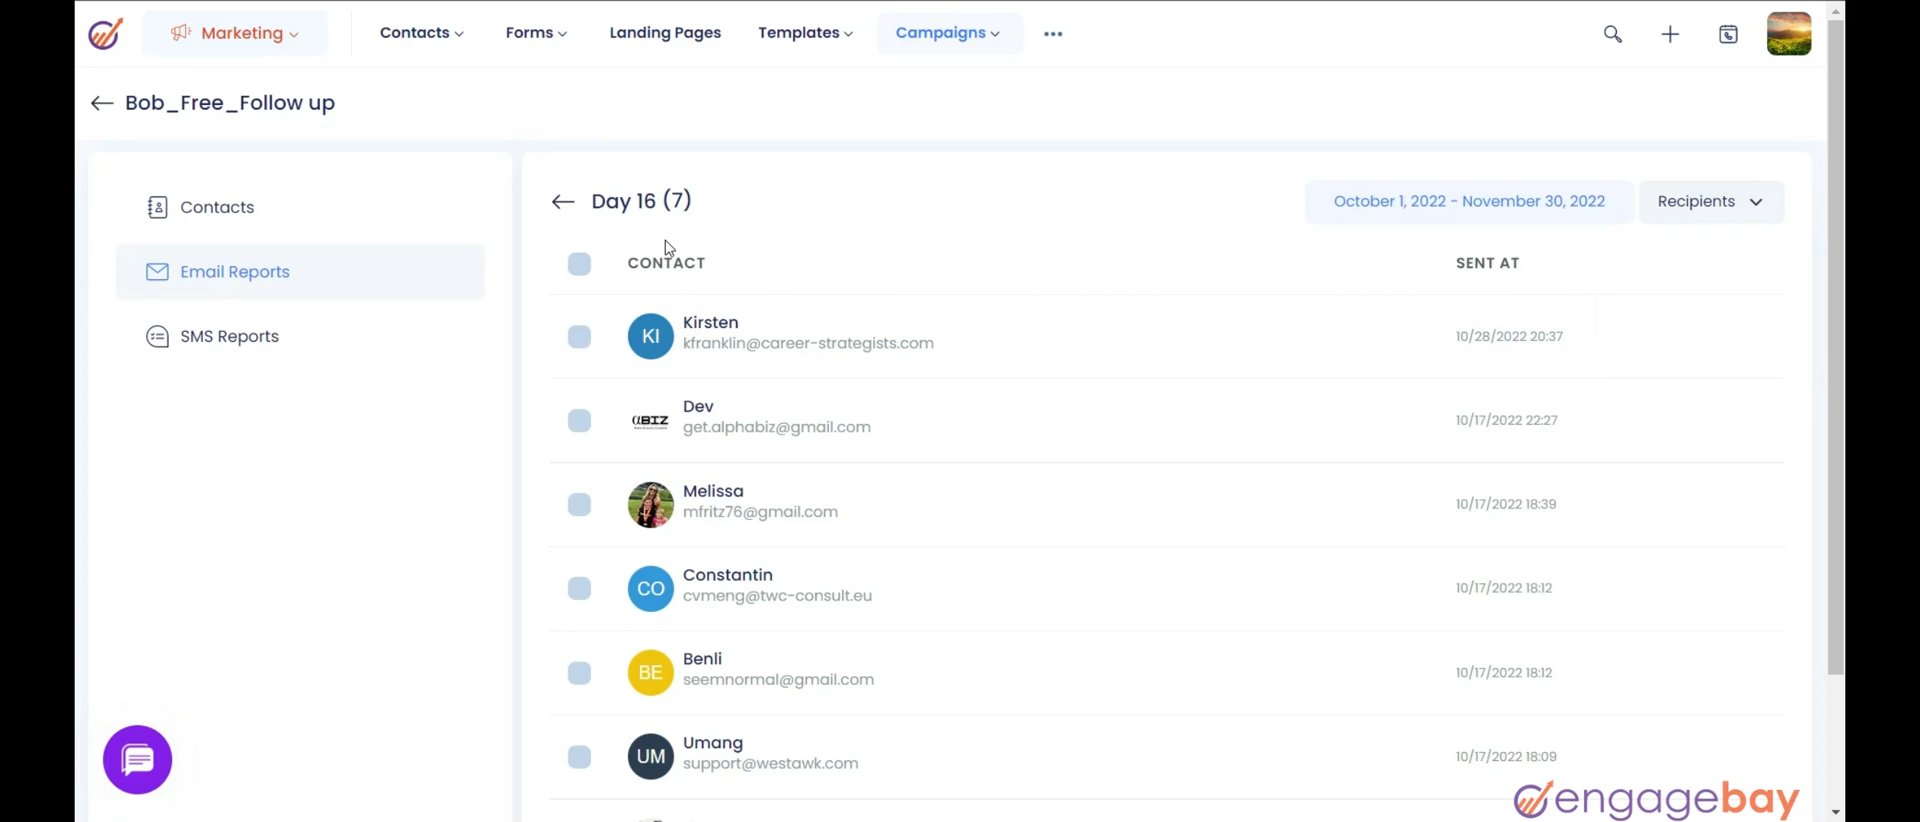 Marketing
Contacts
Forms
Landing Pages
Templates
Campaigns
Bob_Free_Follow up
Contacts
Email Reports
SMS Reports
Day 16 (7)
October 1, 2022 - November 30, 2022
Recipients
CONTACT
SENT AT
KI
Kirsten
kfranklin@career-strategists.com
10/28/2022 20:37
αBIZ
Dev
get.alphabiz@gmail.com
10/17/2022 22:27
Melissa
mfritz76@gmail.com
10/17/2022 18:39
CO
Constantin
cvmeng@twc-consult.eu
10/17/2022 18:12
BE
Benli
seemnormal@gmail.com
10/17/2022 18:12
UM
Umang
support@westawk.com
10/17/2022 18:09
engagebay